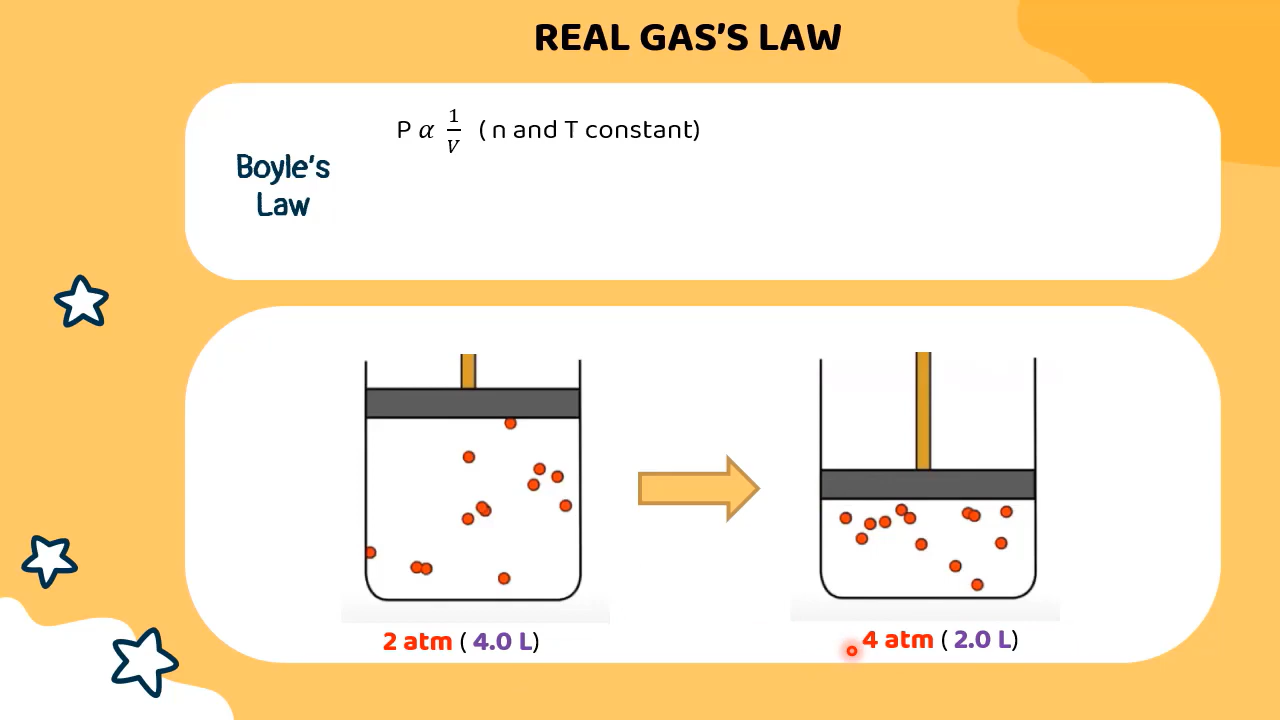 REAL GAS'S LAW
P α 1/V ( n and T constant)
Boyle's
Law
2 atm ( 4.0 L)
4 atm ( 2.0 L)